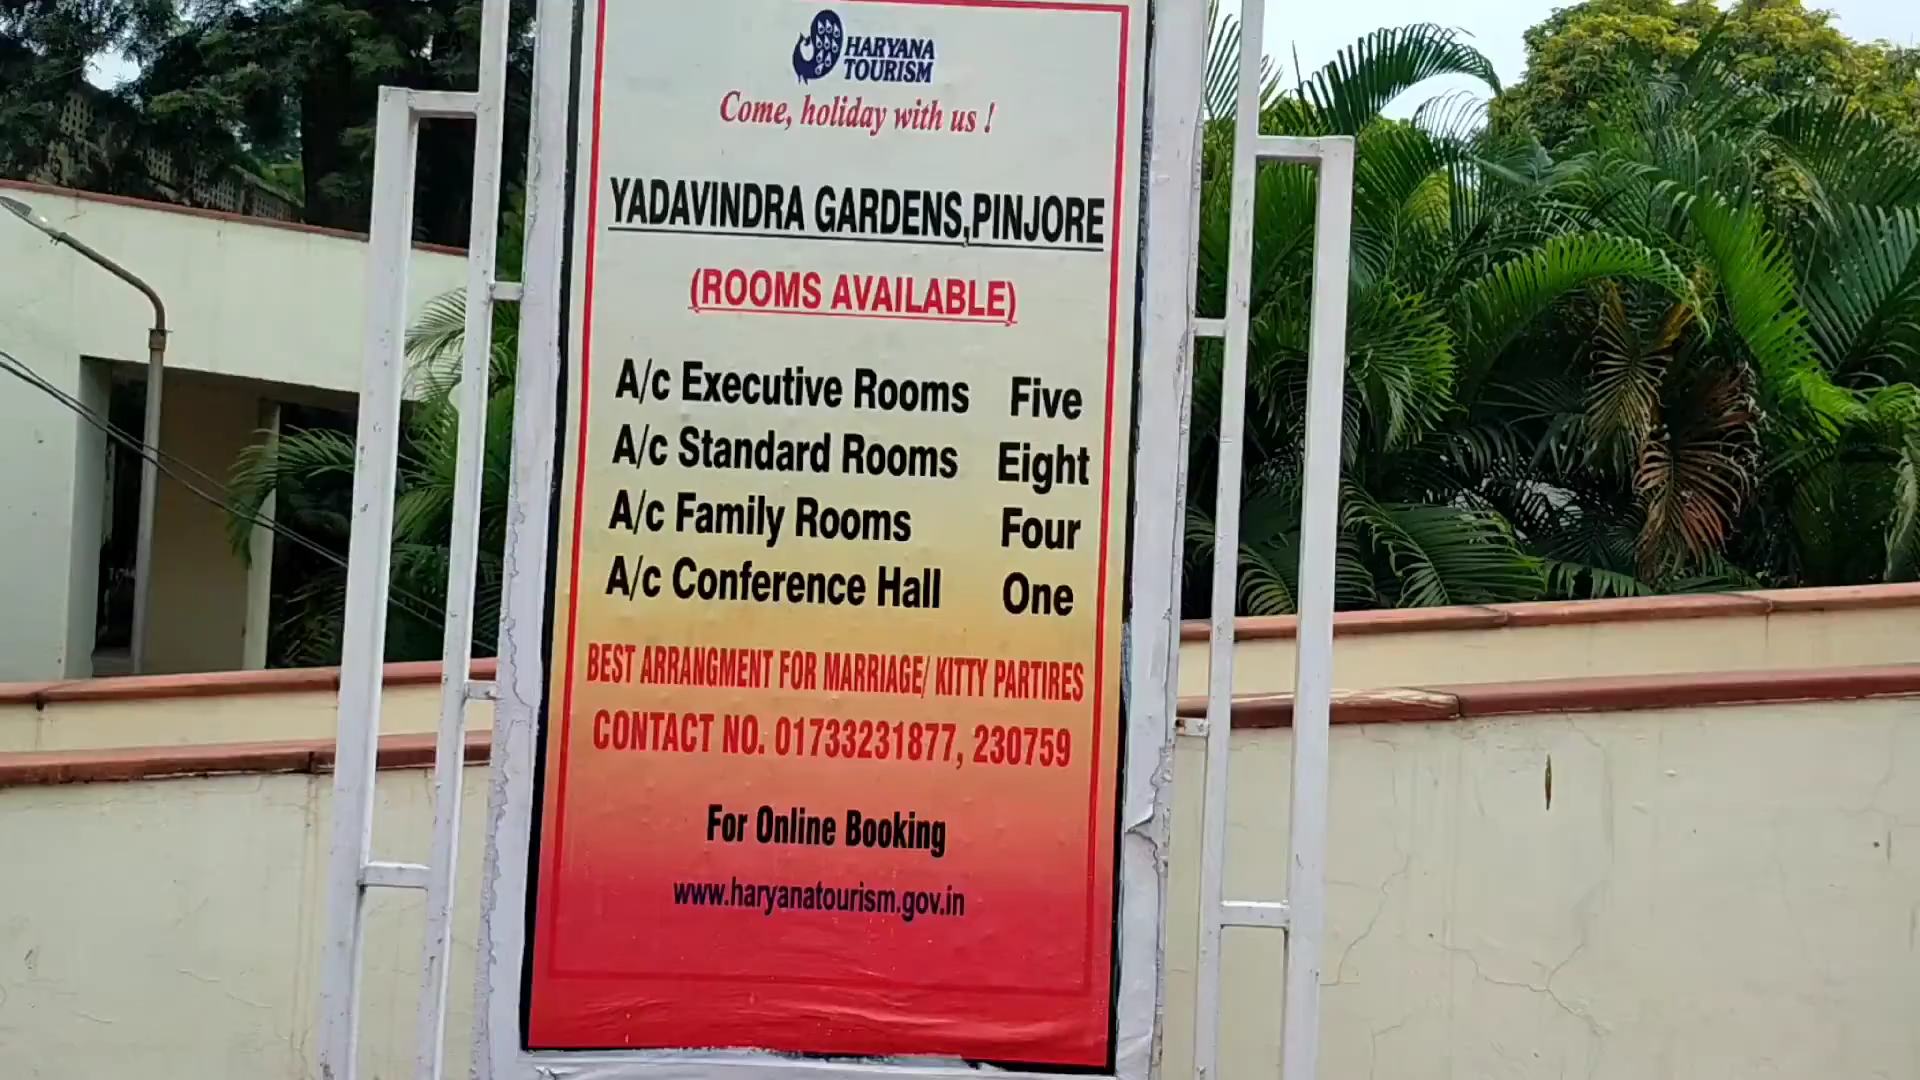 HARYANA
TOURISM
Come, holiday with us !
YADAVINDRA GARDENS,PINJORE
(ROOMS AVAILABLE)
A/c Executive Rooms Five
A/c Standard Rooms Eight
A/c Family Rooms Four
A/c Conference Hall One
BEST ARRANGMENT FOR MARRIAGE/ KITTY PARTIRES
CONTACT NO. 01733231877, 230759
For Online Booking
www.haryanatourism.gov.in